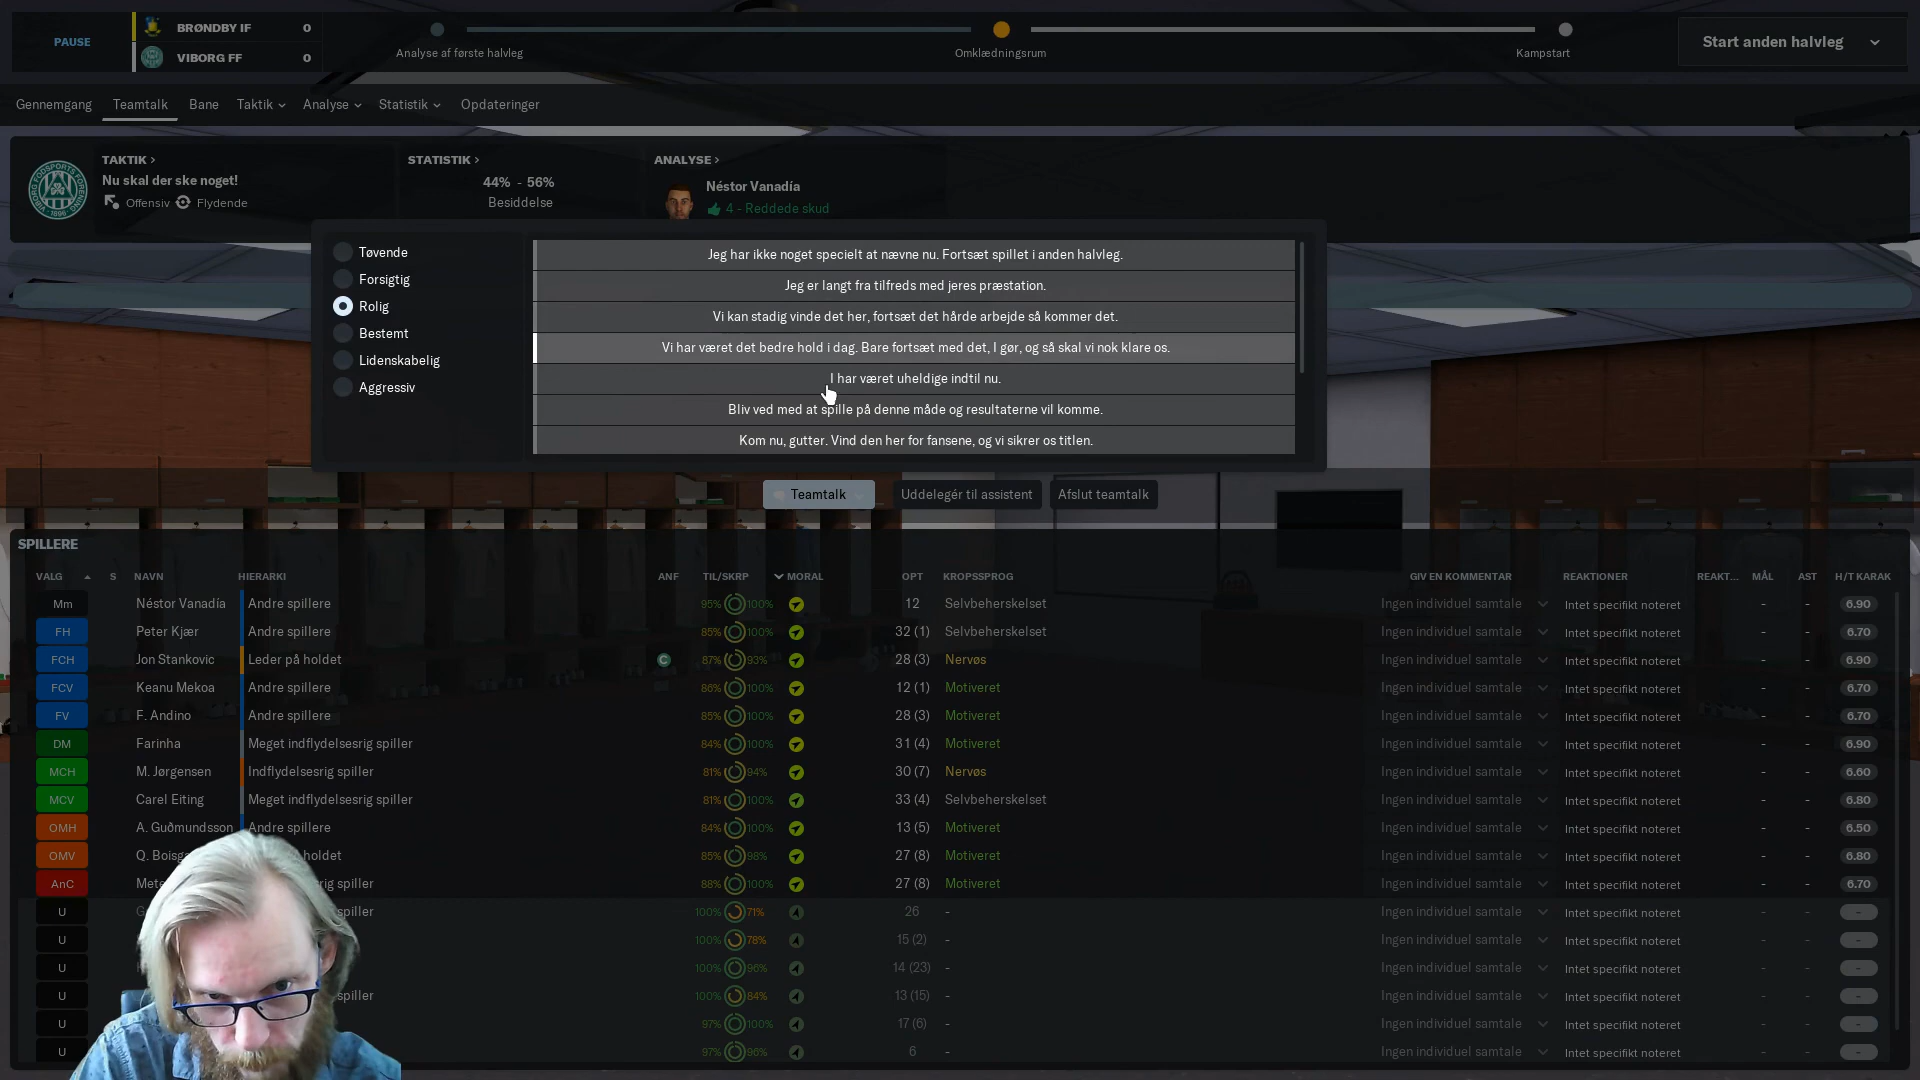 PAUSE
BRØNDBY IF 0
VIBORG FF 0
Analyse af første halvleg
Omklædningsrum
Kampstart
Start anden halvleg
Gennemgang Teamtalk Bane Taktik Analyse Statistik Opdateringer
TAKTIK >
Nu skal der ske noget!
Offensiv Flydende
STATISTIK >
44% - 56%
Besiddelse
ANALYSE >
Néstor Vanadía
4 - Reddede skud
Tøvende
Forsigtig
Rolig
Bestemt
Lidenskabelig
Aggressiv
Jeg har ikke noget specielt at nævne nu. Fortsæt spillet i anden halvleg.
Jeg er langt fra tilfreds med jeres præstation.
Vi kan stadig vinde det her, fortsæt det hårde arbejde så kommer det.
Vi har været det bedre hold i dag. Bare fortsæt med det, I gør, og så skal vi nok klare os.
I har været uheldige indtil nu.
Bliv ved med at spille på denne måde og resultaterne vil komme.
Kom nu, gutter. Vind den her for fansene, og vi sikrer os titlen.
Teamtalk Uddelegér til assistent Afslut teamtalk
SPILLERE
VALG S NAVN HIERARKI ANF TIL/SKRP MORAL OPT KROPSSPROG GIV EN KOMMENTAR REAKTIONER REAKT... MÅL AST H/T KARAK
Mm Néstor Vanadía Andre spillere 95% 100% 12 Selvbeherskelset Ingen individuel samtale Intet specifikt noteret - - 6.90
FH Peter Kjær Andre spillere 85% 100% 32 (1) Selvbeherskelset Ingen individuel samtale Intet specifikt noteret - - 6.70
FCH Jon Stankovic Leder på holdet C 87% 93% 28 (3) Nervøs Ingen individuel samtale Intet specifikt noteret - - 6.90
FCV Keanu Mekoa Andre spillere 86% 100% 12 (1) Motiveret Ingen individuel samtale Intet specifikt noteret - - 6.70
FV F. Andino Andre spillere 85% 100% 28 (3) Motiveret Ingen individuel samtale Intet specifikt noteret - - 6.70
DM Farinha Meget indflydelsesrig spiller 84% 100% 31 (4) Motiveret Ingen individuel samtale Intet specifikt noteret - - 6.90
MCH M. Jørgensen Indflydelsesrig spiller 81% 94% 30 (7) Nervøs Ingen individuel samtale Intet specifikt noteret - - 6.60
MCV Carel Eiting Meget indflydelsesrig spiller 81% 100% 33 (4) Selvbeherskelset Ingen individuel samtale Intet specifikt noteret - - 6.80
OMH A. Guðmundsson Andre spillere 84% 100% 13 (5) Motiveret Ingen individuel samtale Intet specifikt noteret - - 6.50
OMV Q. holdet 85% 98% 27 (8) Motiveret Ingen individuel samtale Intet specifikt noteret - - 6.80
AnC spiller 88% 100% 27 (8) Motiveret Ingen individuel samtale Intet specifikt noteret - - 6.70
U spiller 100% 71% 26 - Ingen individuel samtale Intet specifikt noteret - - -
U 100% 78% 15 (2) - Ingen individuel samtale Intet specifikt noteret - - -
U 100% 96% 14 (23) - Ingen individuel samtale Intet specifikt noteret - - -
U spiller 100% 84% 13 (15) - Ingen individuel samtale Intet specifikt noteret - - -
U 97% 100% 17 (6) - Ingen individuel samtale Intet specifikt noteret - - -
U 97% 96% 6 - Ingen individuel samtale Intet specifikt noteret - - -